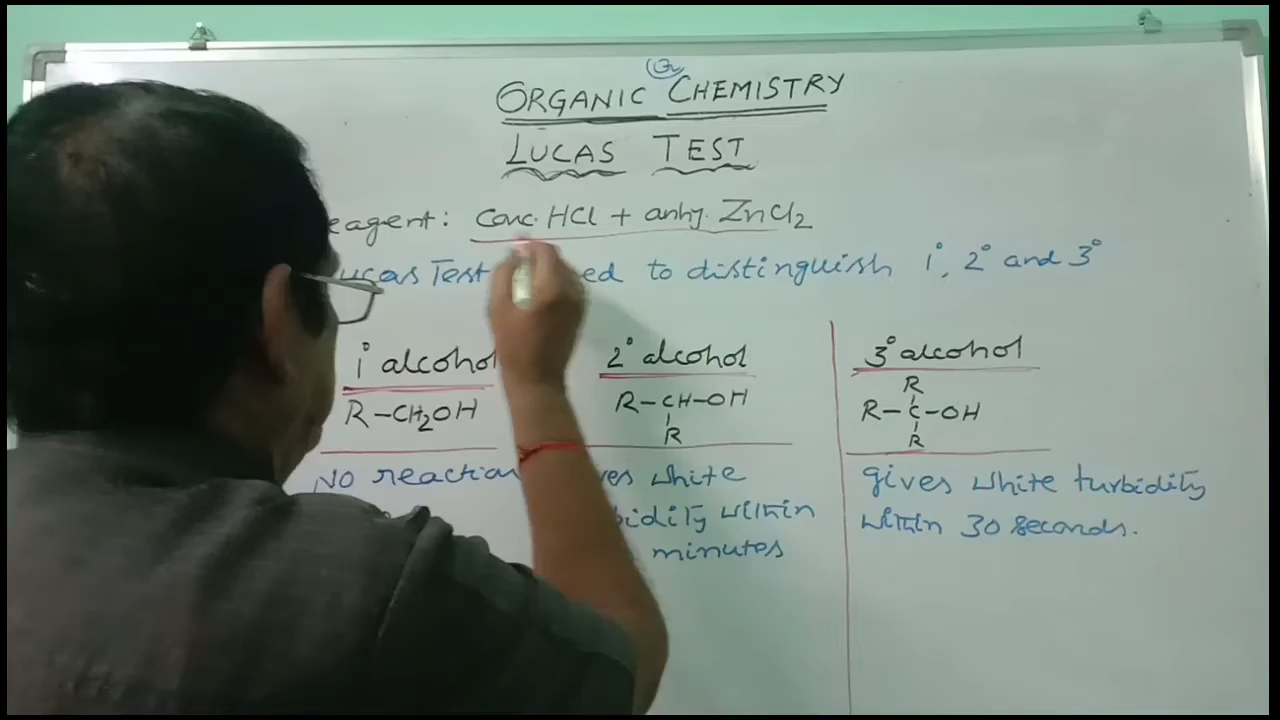 ORGANIC CHEMISTRY
LUCAS TEST
eagent: Conc. HCl + anhy. ZnCl2
ucas Test ed to distinguish 1°, 2° and 3°
1° alcohol 2° alcohol 3° alcohol
R
R-CH2OH R-CH-OH R-C-OH
R R
No reaction es white gives white turbidity
bidity within within 30 seconds.
minutes